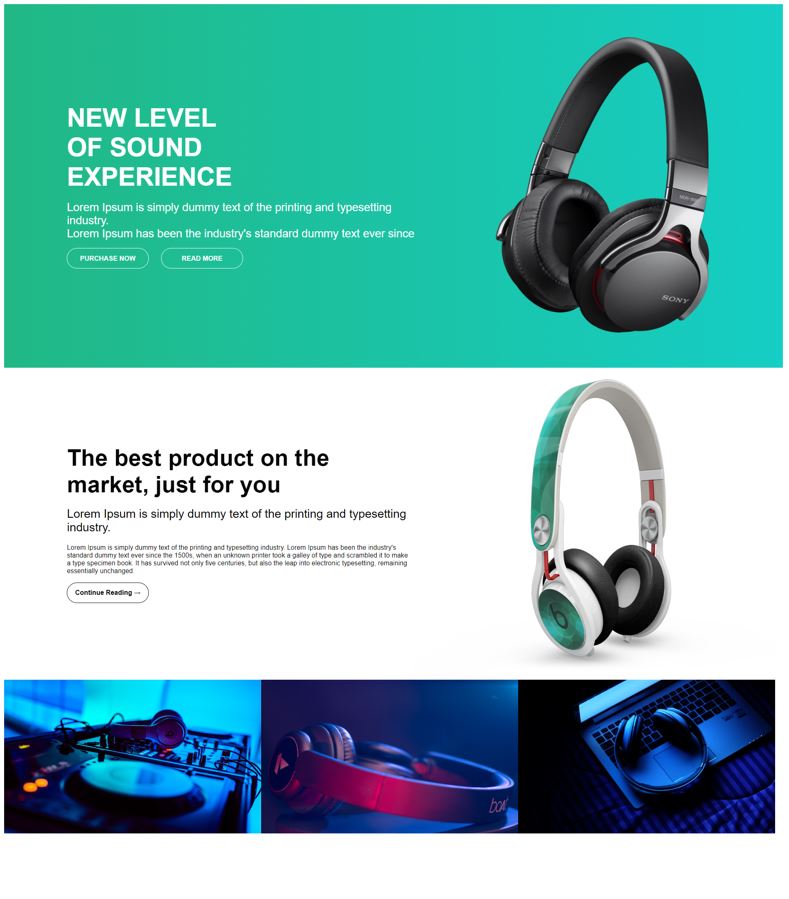 NEW LEVEL
OF SOUND
EXPERIENCE
Lorem Ipsum is simply dummy text of the printing and typesetting
industry.
Lorem Ipsum has been the industry's standard dummy text ever since
PURCHASE NOW
READ MORE
SONY
The best product on the
market, just for you
Lorem Ipsum is simply dummy text of the printing and typesetting
industry.
Lorem Ipsum is simply dummy text of the printing and typesetting industry. Lorem Ipsum has been the industry's
standard dummy text ever since the 1500s, when an unknown printer took a galley of type and scrambled it to make
a type specimen book. It has survived not only five centuries, but also the leap into electronic typesetting, remaining
essentially unchanged.
Continue Reading →